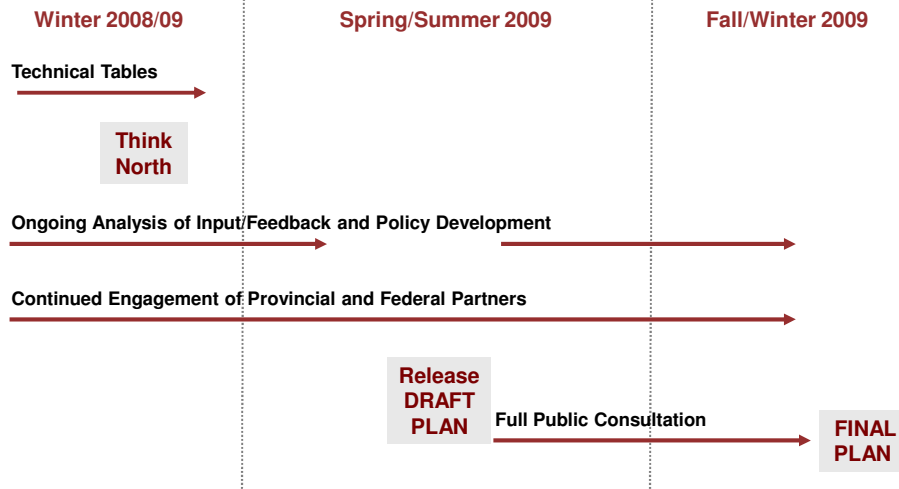 Winter 2008/09
Spring/Summer 2009
Fall/Winter 2009
Technical Tables
Think
North
Ongoing Analysis of Input/Feedback and Policy Development
Continued Engagement of Provincial and Federal Partners
Release
DRAFT
PLAN
Full Public Consultation
FINAL
PLAN